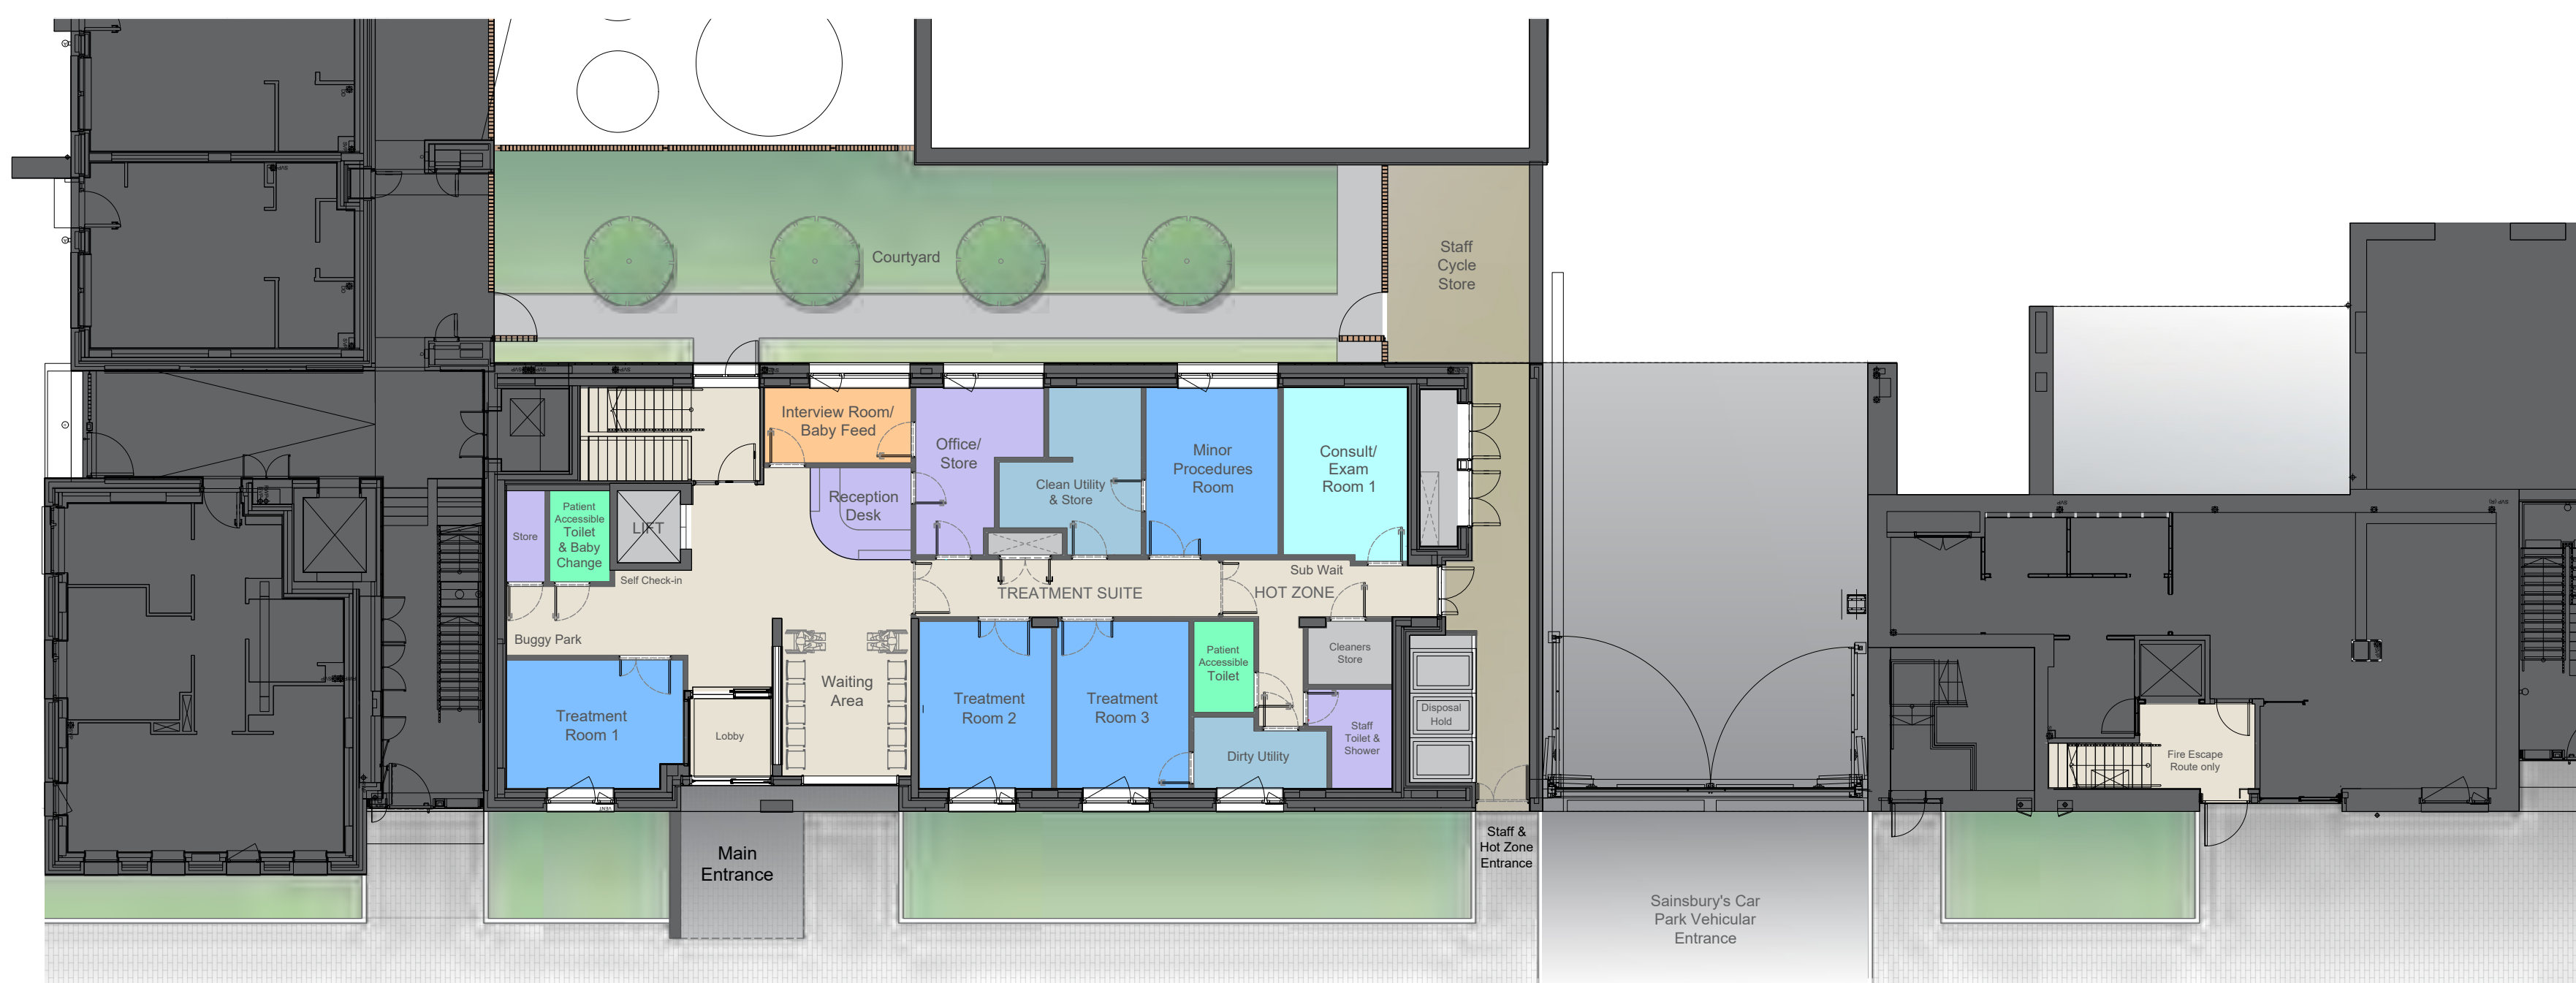 Courtyard
Staff
Cycle
Store
Interview Room/
Baby Feed
Office/
Store
Clean Utility
& Store
Minor
Procedures
Room
Consult/
Exam
Room 1
Reception
Desk
Store
Patient
Accessible
Toilet
& Baby
Change
LIFT
Self Check-in
Sub Wait
TREATMENT SUITE
HOT ZONE
Buggy Park
Treatment
Room 1
Lobby
Waiting
Area
Treatment
Room 2
Treatment
Room 3
Patient
Accessible
Toilet
Cleaners
Store
Dirty Utility
Staff
Toilet &
Shower
Disposal
Hold
Fire Escape
Route only
Main
Entrance
Staff &
Hot Zone
Entrance
Sainsbury's Car
Park Vehicular
Entrance